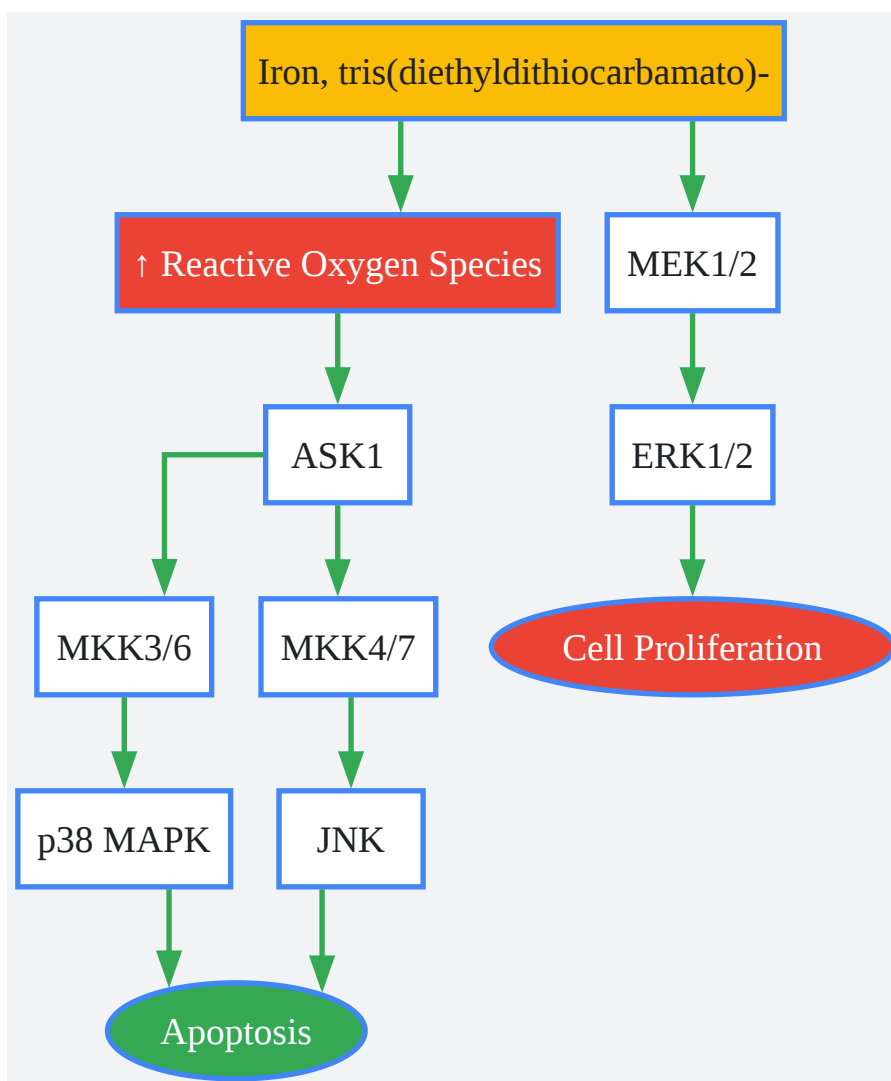 Iron, tris(diethyldithiocarbamato)-
↑ Reactive Oxygen Species
MEK1/2
ASK1
ERK1/2
MKK3/6
MKK4/7
Cell Proliferation
p38 MAPK
JNK
Apoptosis